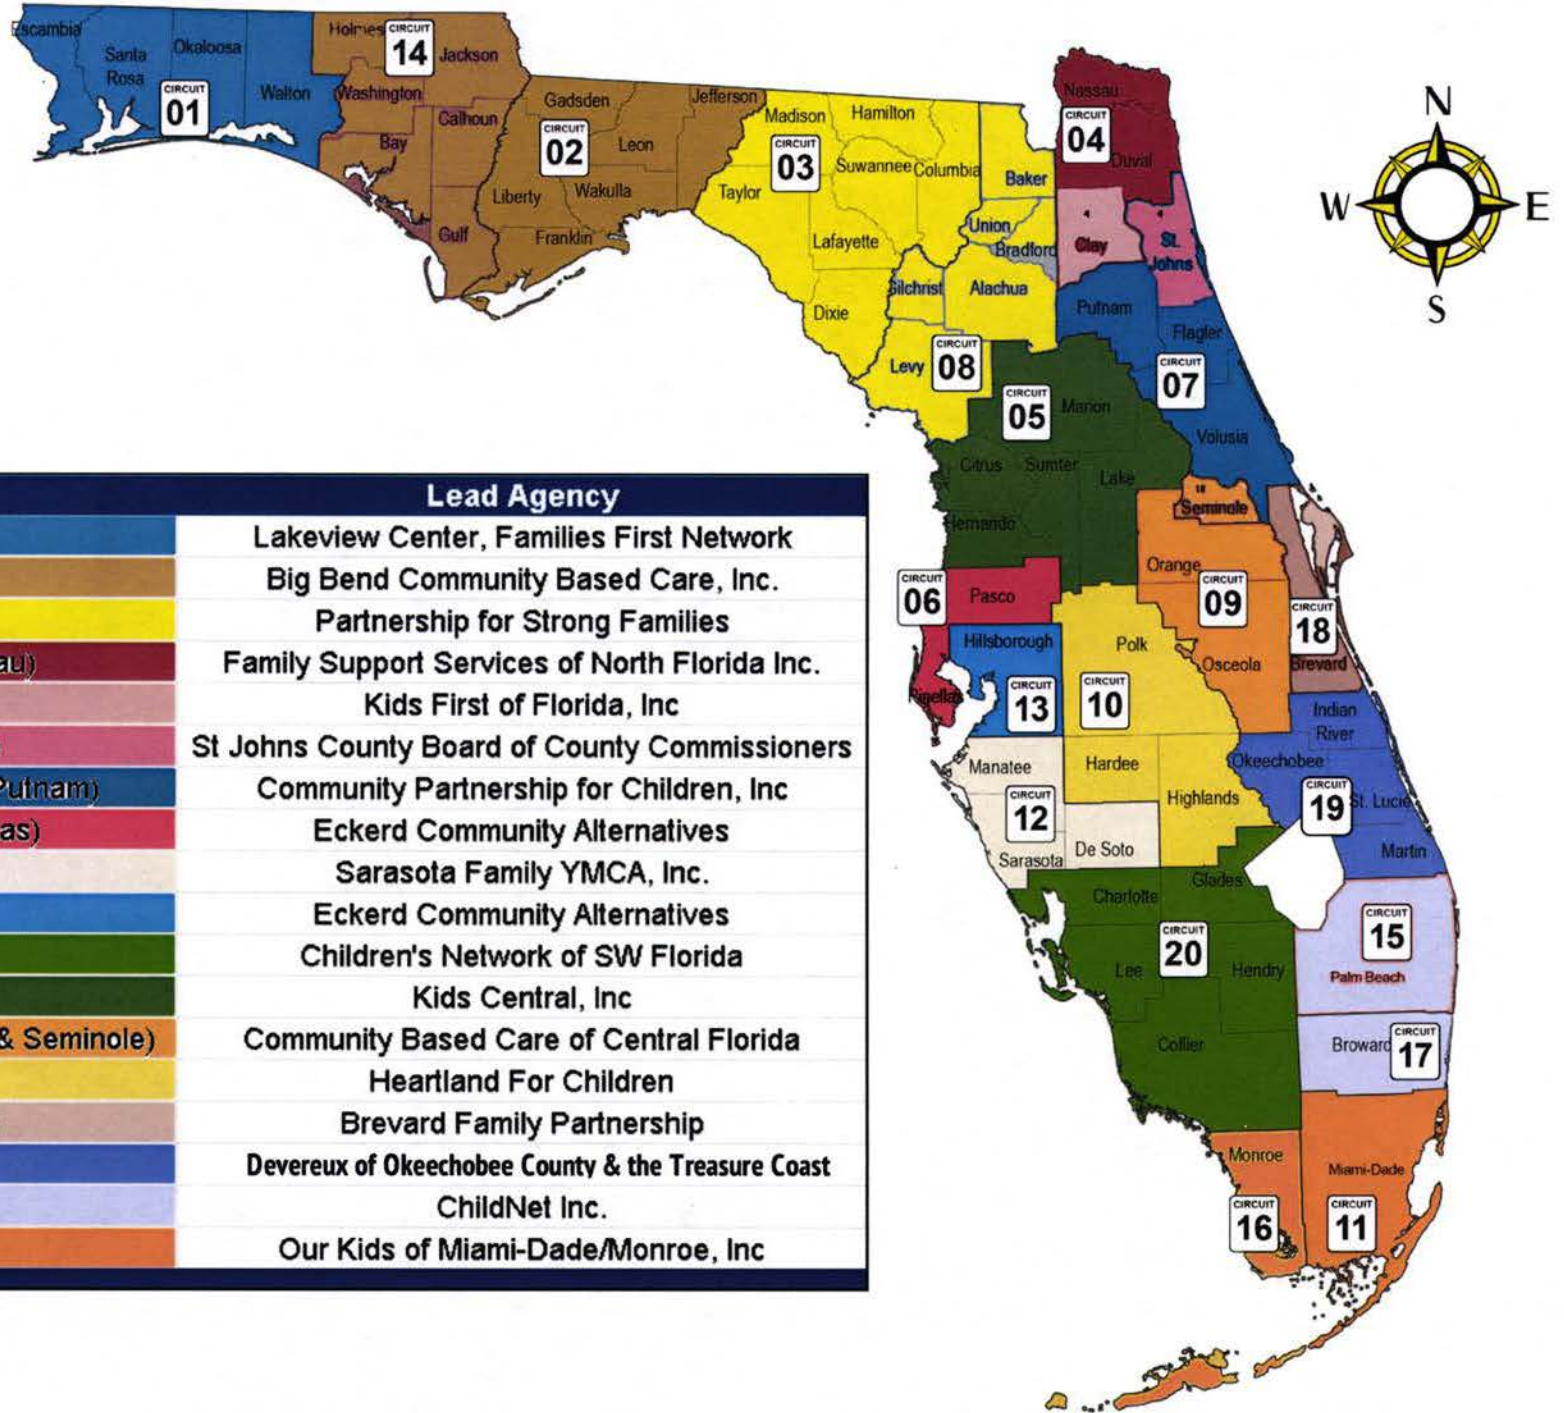 Escambia
Santa
Rosa
Okaloosa
Walton
CIRCUIT
01
Holmes
CIRCUIT
14
Jackson
Washington
Calhoun
Bay
Gulf
Gadsden
Jefferson
CIRCUIT
02
Leon
Liberty
Wakulla
Franklin
Madison
Hamilton
CIRCUIT
03
Suwannee
Columbia
Taylor
Lafayette
Dixie
Baker
Union
Bradford
Gilchrist
Alachua
Levy
CIRCUIT
08
Nassau
CIRCUIT
04
Duval
4
Clay
4
St.
Johns
Putnam
Flagler
CIRCUIT
07
Volusia
N
W
E
S
CIRCUIT
05
Marion
Citrus
Sumter
Lake
Hernando
18
Seminole
Orange
CIRCUIT
09
Osceola
CIRCUIT
18
Brevard
CIRCUIT
06
Pasco
Pinellas
Hillsborough
CIRCUIT
13
Polk
CIRCUIT
10
Hardee
Highlands
Manatee
CIRCUIT
12
Sarasota
De Soto
Indian
River
Okeechobee
CIRCUIT
19
St. Lucie
Martin
Charlotte
Glades
CIRCUIT
20
Lee
Hendry
Collier
CIRCUIT
15
Palm Beach
Broward
CIRCUIT
17
Monroe
CIRCUIT
16
Miami-Dade
CIRCUIT
11
Lead Agency
Lakeview Center, Families First Network
Big Bend Community Based Care, Inc.
Partnership for Strong Families
au) Family Support Services of North Florida Inc.
Kids First of Florida, Inc
St Johns County Board of County Commissioners
Putnam) Community Partnership for Children, Inc
as) Eckerd Community Alternatives
Sarasota Family YMCA, Inc.
Eckerd Community Alternatives
Children's Network of SW Florida
Kids Central, Inc
& Seminole) Community Based Care of Central Florida
Heartland For Children
Brevard Family Partnership
Devereux of Okeechobee County & the Treasure Coast
ChildNet Inc.
Our Kids of Miami-Dade/Monroe, Inc